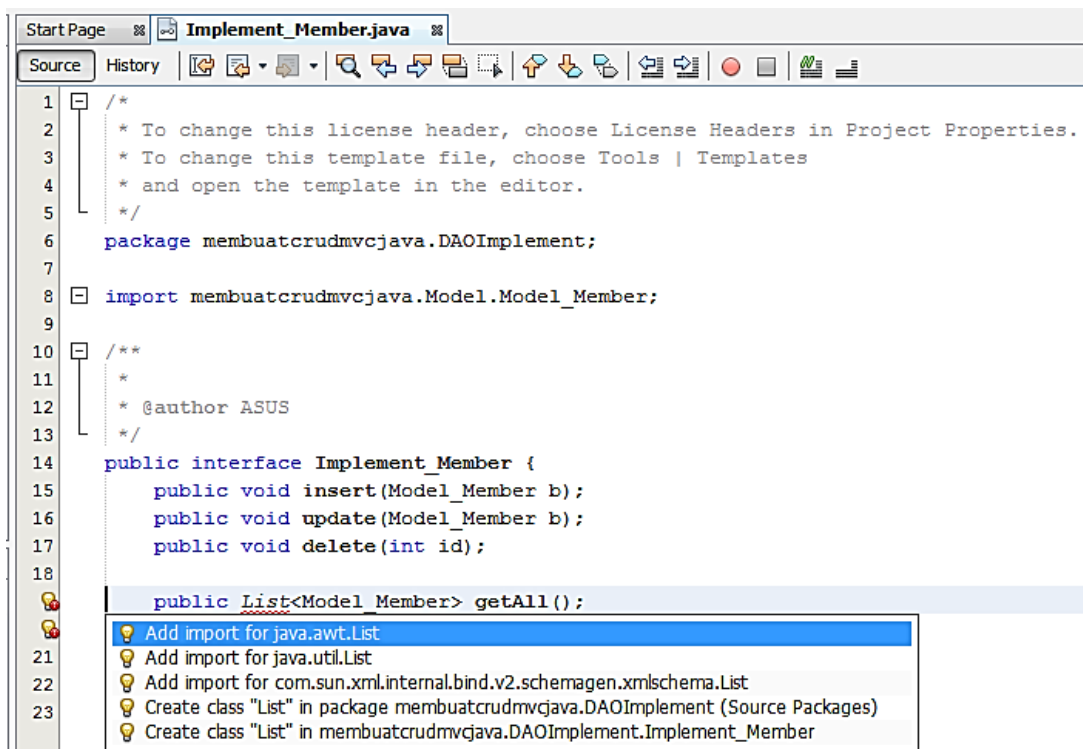 Start Page Implement_Member.java
Source History
1 /*
2 * To change this license header, choose License Headers in Project Properties.
3 * To change this template file, choose Tools | Templates
4 * and open the template in the editor.
5 */
6 package membuatcrudmvcjava.DAOImplement;
7
8 import membuatcrudmvcjava.Model.Model_Member;
9
10 /**
11 *
12 * @author ASUS
13 */
14 public interface Implement_Member {
15 public void insert(Model_Member b);
16 public void update(Model_Member b);
17 public void delete(int id);
18
public List<Model_Member> getAll();
Add import for java.awt.List
21 Add import for java.util.List
22 Add import for com.sun.xml.internal.bind.v2.schemagen.xmlschema.List
23 Create class "List" in package membuatcrudmvcjava.DAOImplement (Source Packages)
Create class "List" in membuatcrudmvcjava.DAOImplement.Implement_Member